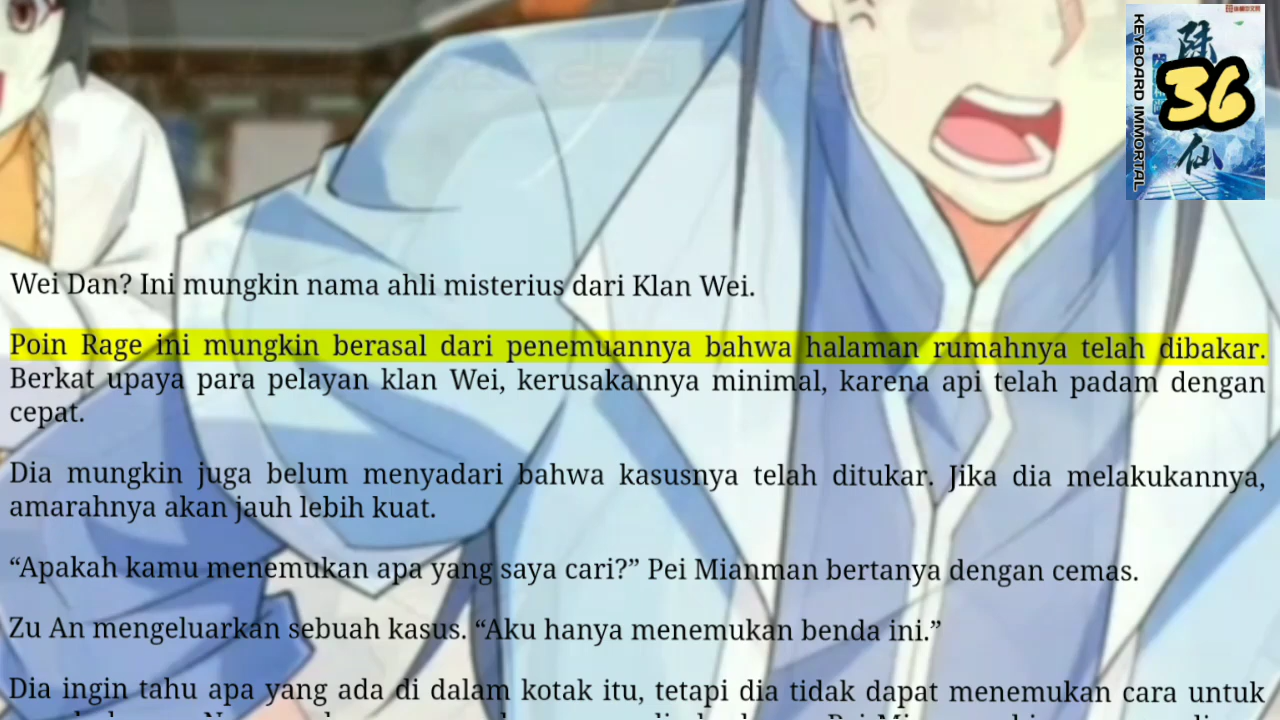 陆
KEYBOARD IMMORTAL
36
仙
Wei Dan? Ini mungkin nama ahli misterius dari Klan Wei.
Poin Rage ini mungkin berasal dari penemuannya bahwa halaman rumahnya telah dibakar.
Berkat upaya para pelayan klan Wei, kerusakannya minimal, karena api telah padam dengan
cepat.
Dia mungkin juga belum menyadari bahwa kasusnya telah ditukar. Jika dia melakukannya,
amarahnya akan jauh lebih kuat.
“Apakah kamu menemukan apa yang saya cari?” Pei Mianman bertanya dengan cemas.
Zu An mengeluarkan sebuah kasus. “Aku hanya menemukan benda ini.”
Dia ingin tahu apa yang ada di dalam kotak itu, tetapi dia tidak dapat menemukan cara untuk